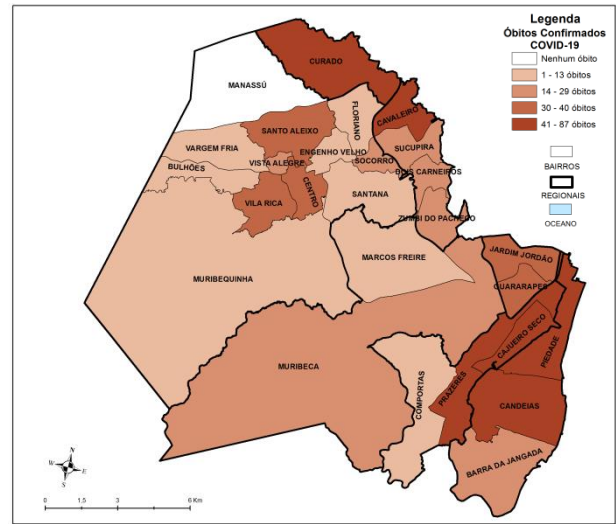 Legenda
Óbitos Confirmados
COVID-19
Nenhum óbito
1 - 13 óbitos
14 - 29 óbitos
30 - 40 óbitos
41 - 87 óbitos
BAIRROS
REGIONAIS
OCEANO
CURADO
MANASSÚ
FLORIANO
CAVALEIRO
SANTO ALEIXO
VARGEM FRIA
ENGENHO VELHO
SUCUPIRA
VISTA ALEGRE
SOCORRO
BULHÕES
DOIS CARNEIROS
CENTRO
SANTANA
VILA RICA
ZUMBI DO PACHECO
MARCOS FREIRE
JARDIM JORDÃO
MURIBEQUINHA
GUARARAPES
CAJUEIRO SECO
PIEDADE
MURIBECA
COMPORTAS
PRAZERES
CANDEIAS
BARRA DA JANGADA
N
W E
S
0 1,5 3 6 Km